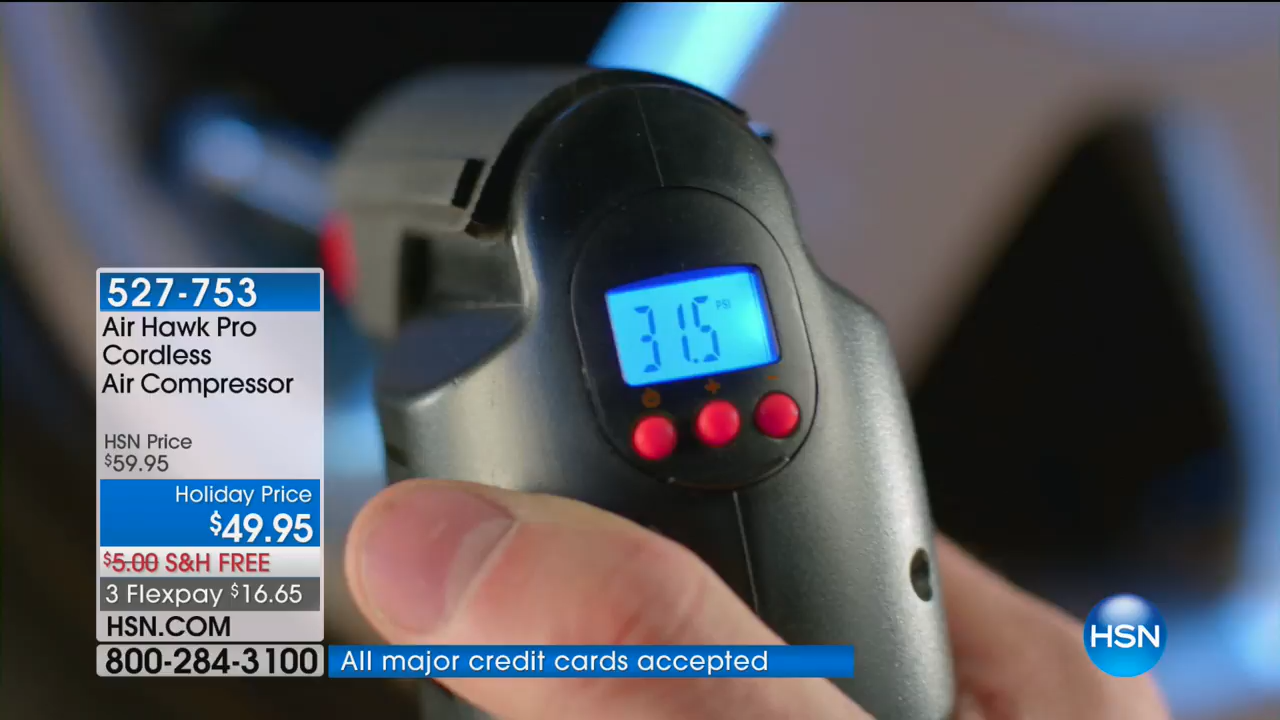 527-753
Air Hawk Pro
Cordless
Air Compressor
HSN Price
$59.95
Holiday Price
$49.95
$5.00 S&H FREE
3 Flexpay $16.65
HSN.COM
800-284-3100
All major credit cards accepted
31.5 PSI
+
-
HSN